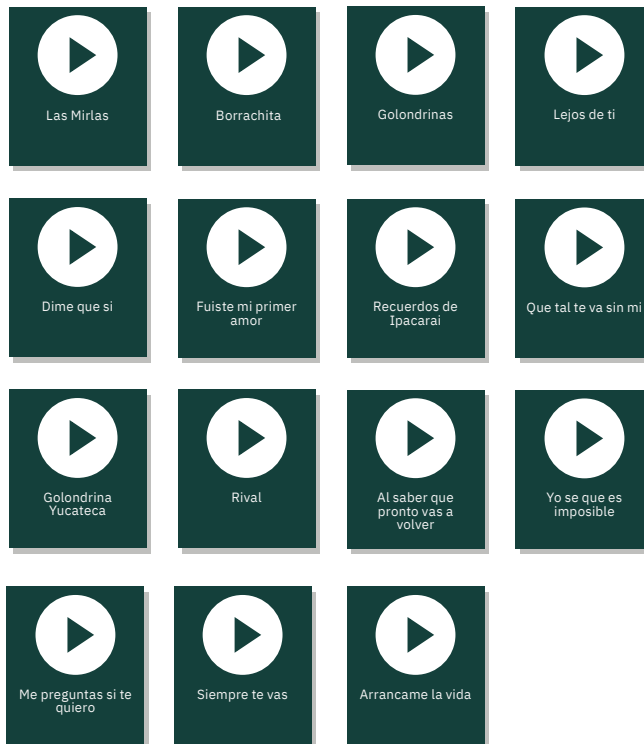 Las Mirlas
Borrachita
Golondrinas
Lejos de ti
Dime que si
Fuiste mi primer
amor
Recuerdos de
Ipacarai
Que tal te va sin mi
Golondrina
Yucateca
Rival
Al saber que
pronto vas a
volver
Yo se que es
imposible
Me preguntas si te
quiero
Siempre te vas
Arrancame la vida